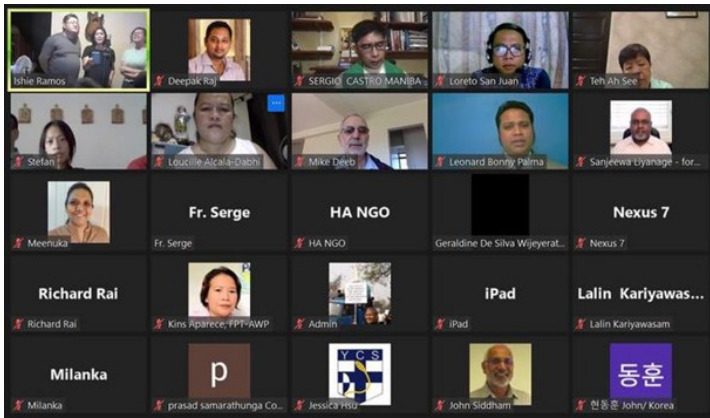 Ishie Ramos
Deepak Raj
SERGIO CASTRO MANIBA
Loreto San Juan
Teh Ah See
Stefan
Loucille Alcala-Dabhi
Mike Deeb
Leonard Bonny Palma
Sanjeewa Liyanage - for...
Meenuka
Fr. Serge
Fr. Serge
HA NGO
HA NGO
Geraldine De Silva Wijeyerat...
Nexus 7
Nexus 7
Richard Rai
Richard Rai
Kins Aparece, FPT-AWP
Admin
iPad
iPad
Lalin Kariyawas...
Lalin Kariyawasam
Milanka
Milanka
p
prasad samarathunga Co...
YCS
Jessica Hsu
John Siddham
동훈
현동훈 John/ Korea